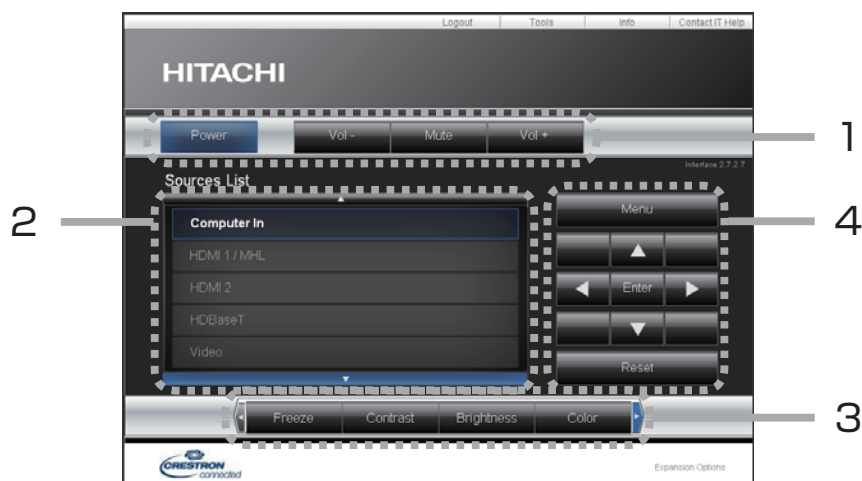 Logout Tools Info Contact IT Help
HITACHI
Power Vol - Mute Vol + 1
Interface 2.7.2.7
Sources List
2
Computer In
HDMI 1 / MHL
HDMI 2
HDBaseT
Video
Menu
Enter
Reset
4
Freeze Contrast Brightness Color 3
CRESTRON
connected
Expansion Options